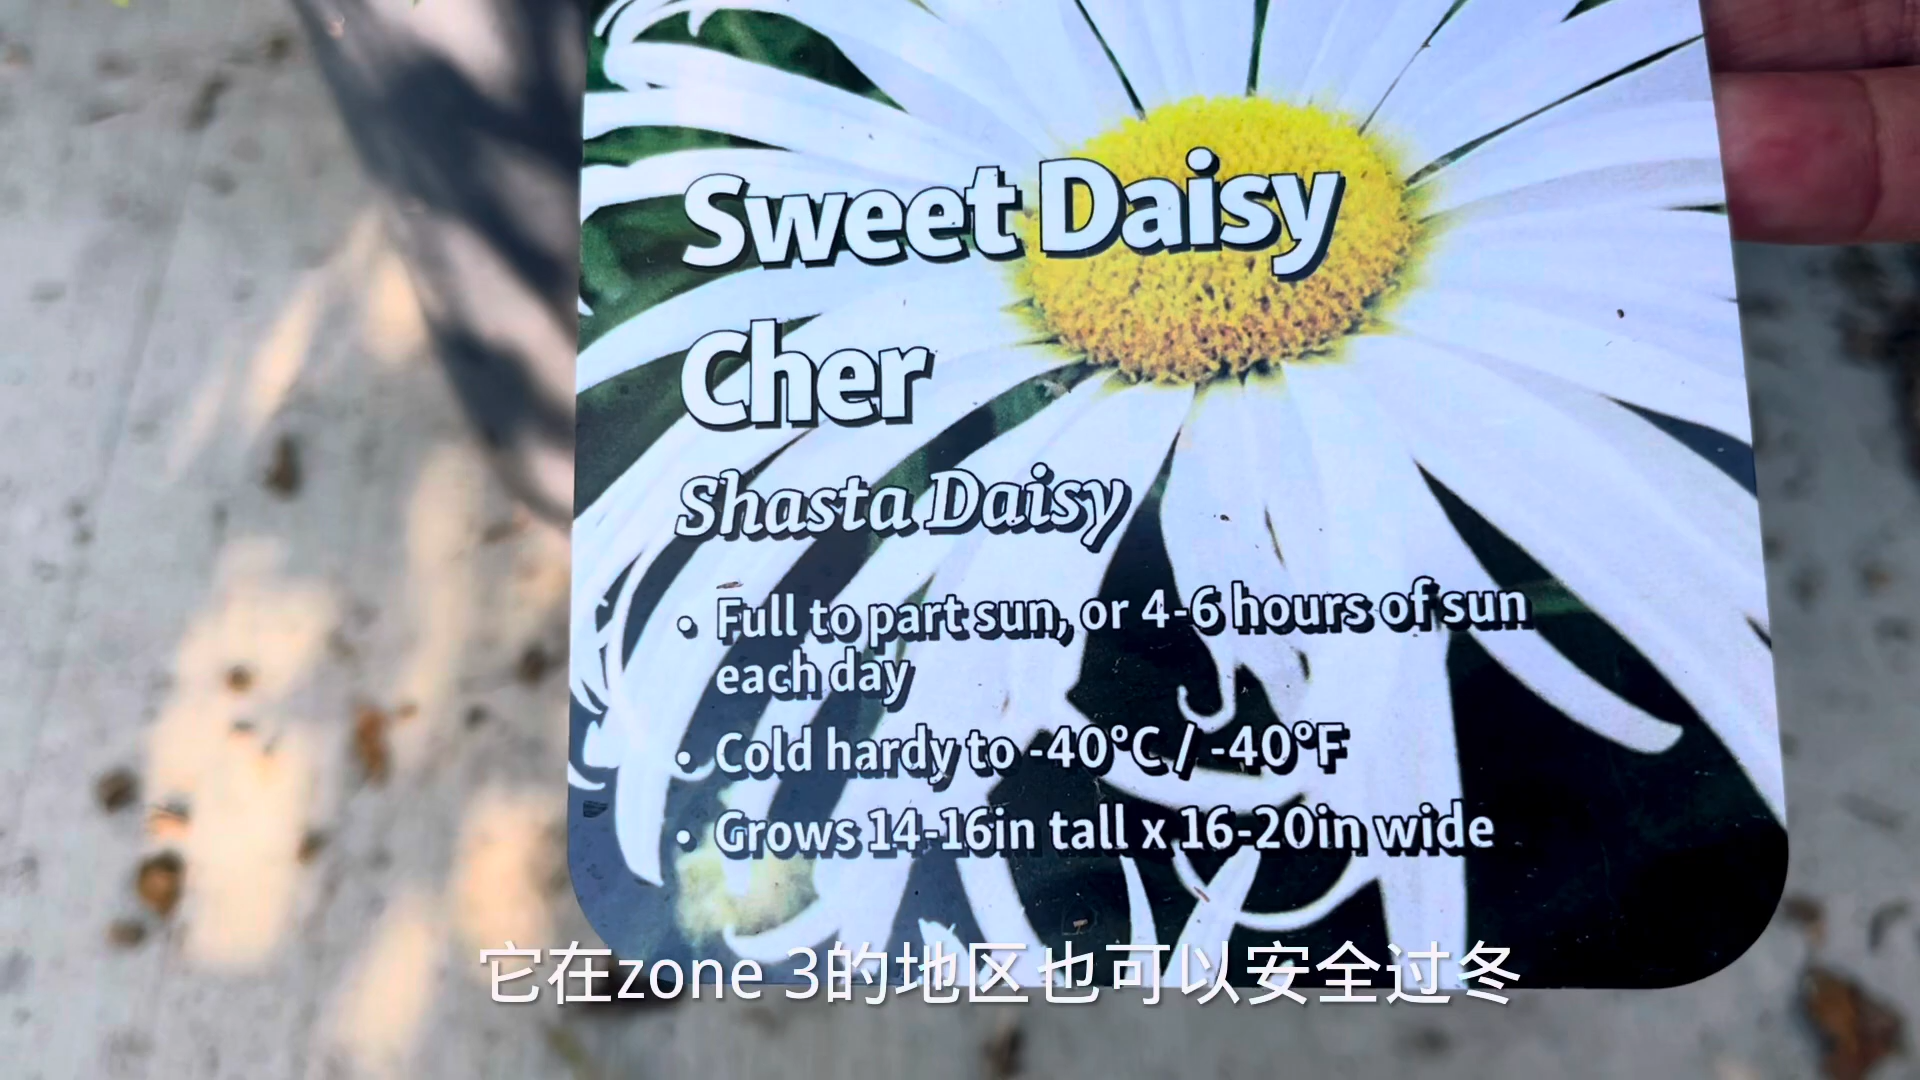 Sweet Daisy
Cher
Shasta Daisy
• Full to part sun, or 4-6 hours of sun
each day
• Cold hardy to -40°C / -40°F
• Grows 14-16in tall x 16-20in wide
它在zone 3的地区也可以安全过冬